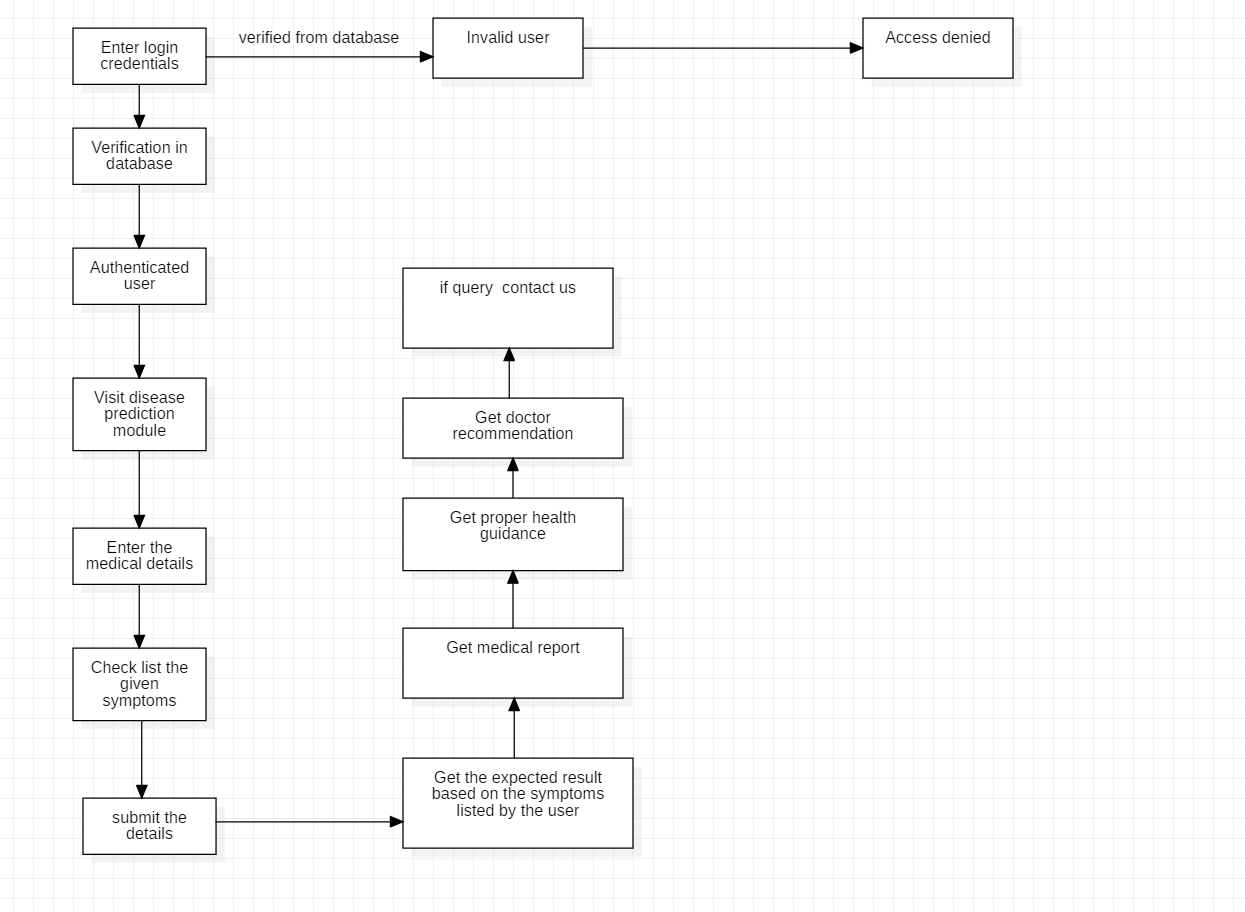 Enter login
credentials
verified from database
Invalid user
Access denied
Verification in
database
Authenticated
user
Visit disease
prediction
module
Enter the
medical details
Check list the
given
symptoms
submit the
details
Get the expected result
based on the symptoms
listed by the user
Get medical report
Get proper health
guidance
Get doctor
recommendation
if query  contact us